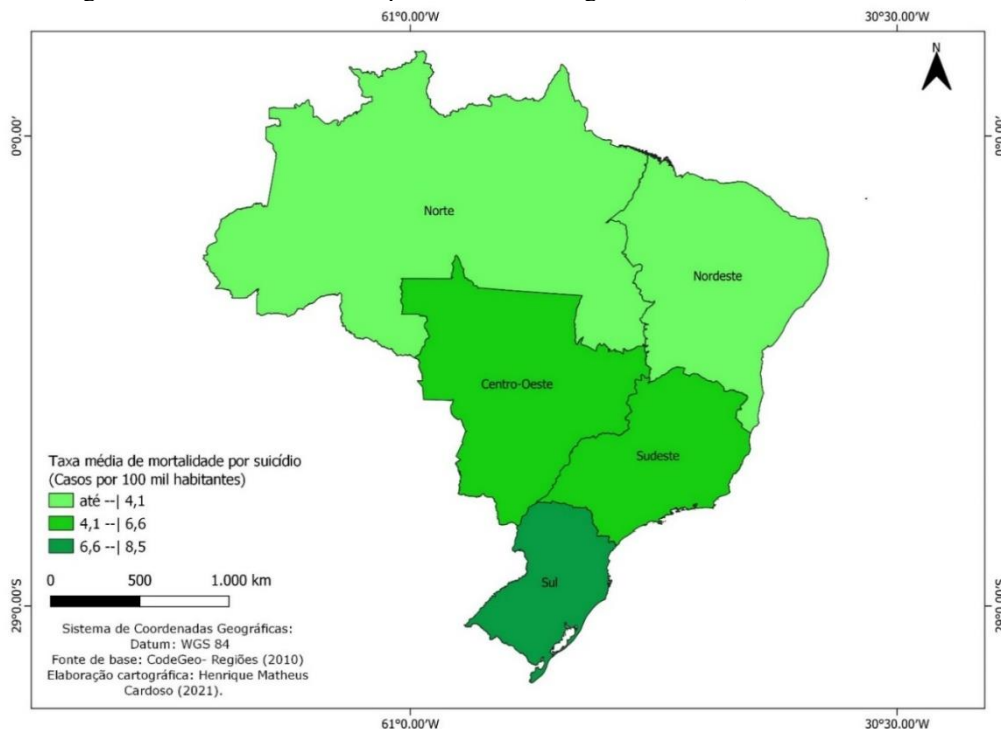 61°0.00'W
30°30.00'W
N
0°0.00'
0°0.00'
Norte
Nordeste
Centro-Oeste
Sudeste
Taxa média de mortalidade por suicídio
(Casos por 100 mil habitantes)
até --| 4,1
4,1 --| 6,6
6,6 --| 8,5
Sul
0 500 1.000 km
29°0.00'S
29°0.00'S
Sistema de Coordenadas Geográficas:
Datum: WGS 84
Fonte de base: CodeGeo- Regiões (2010)
Elaboração cartográfica: Henrique Matheus
Cardoso (2021).
61°0.00'W
30°30.00'W